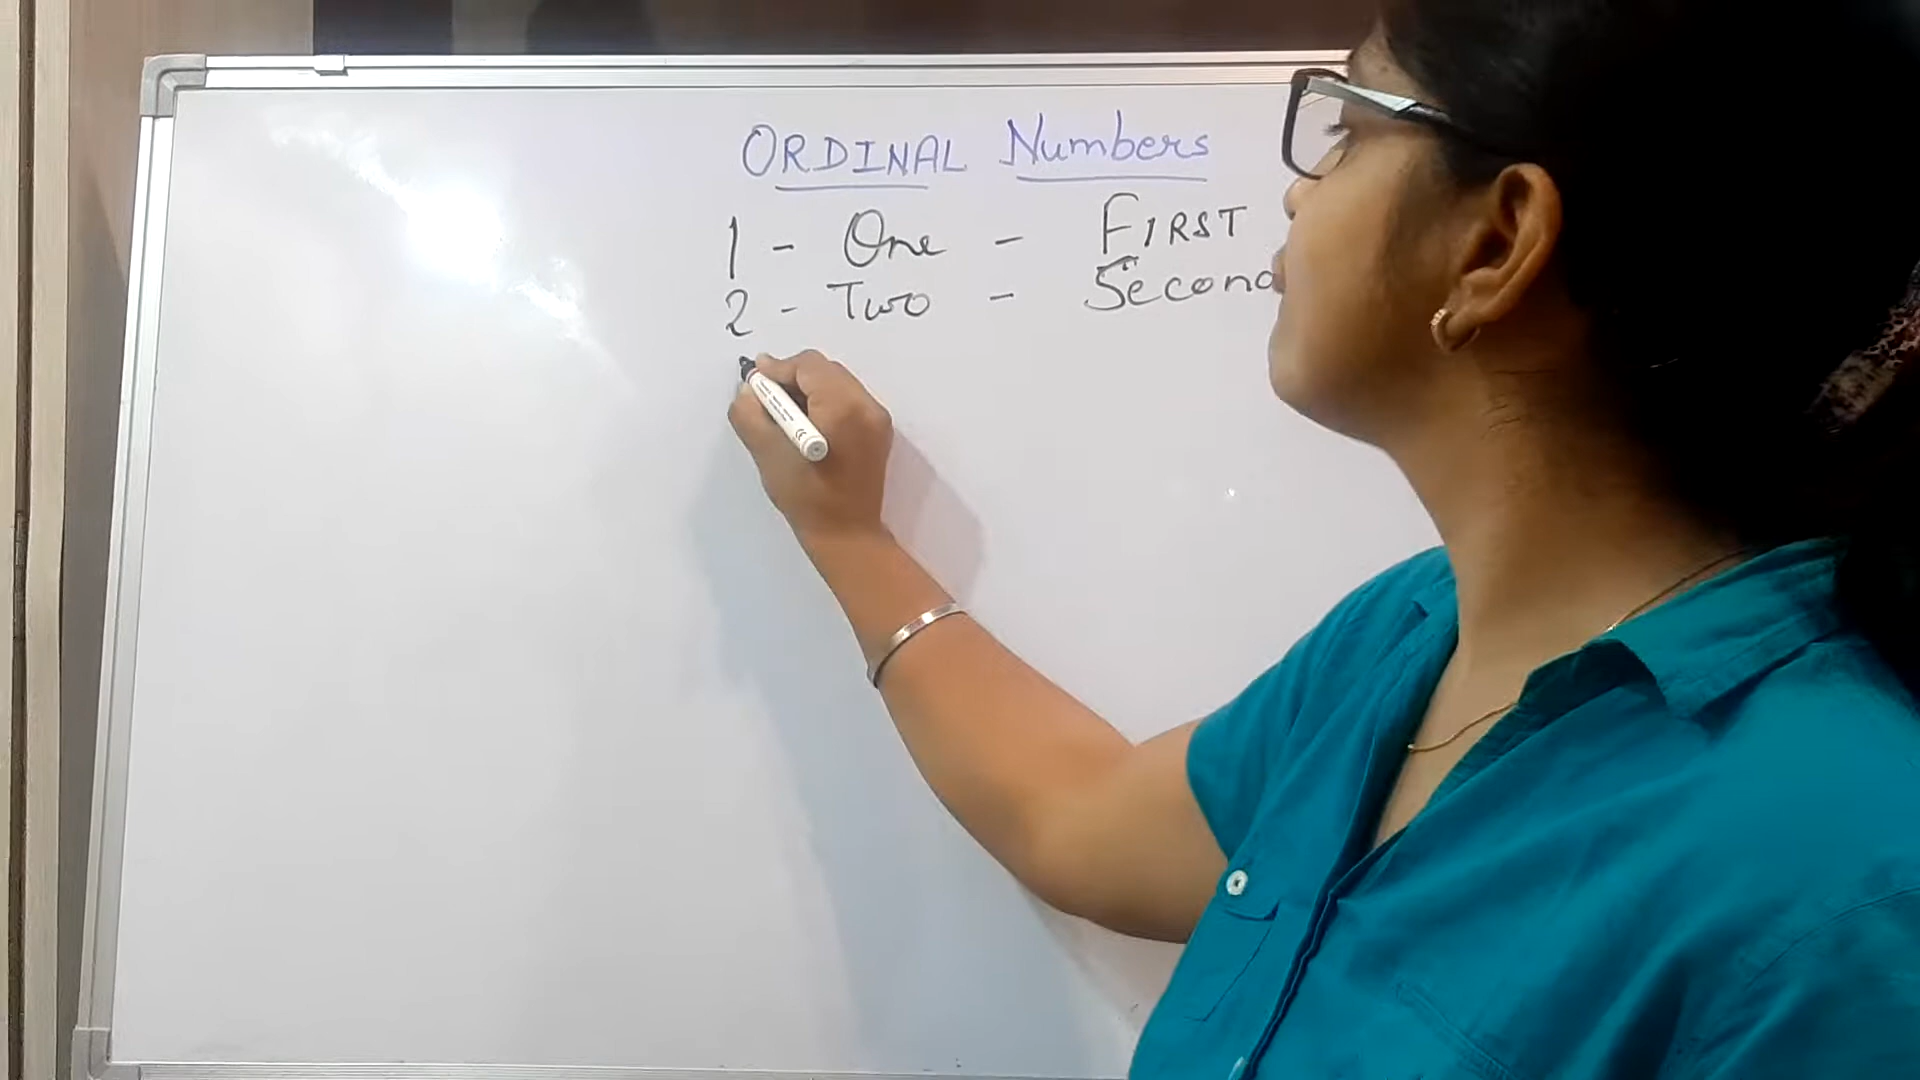 ORDINAL Numbers
1 - One - FIRST
2 - Two - Second